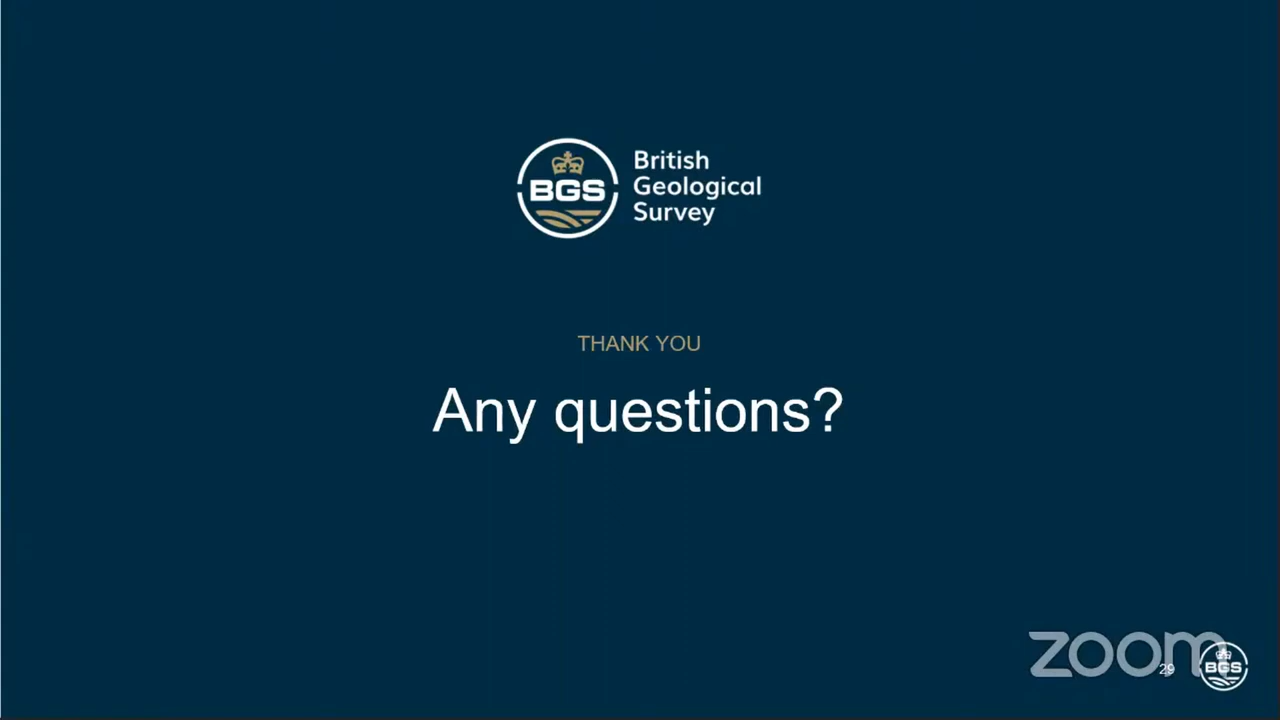 BGS
British
Geological
Survey
THANK YOU
Any questions?
zoom
29
BGS